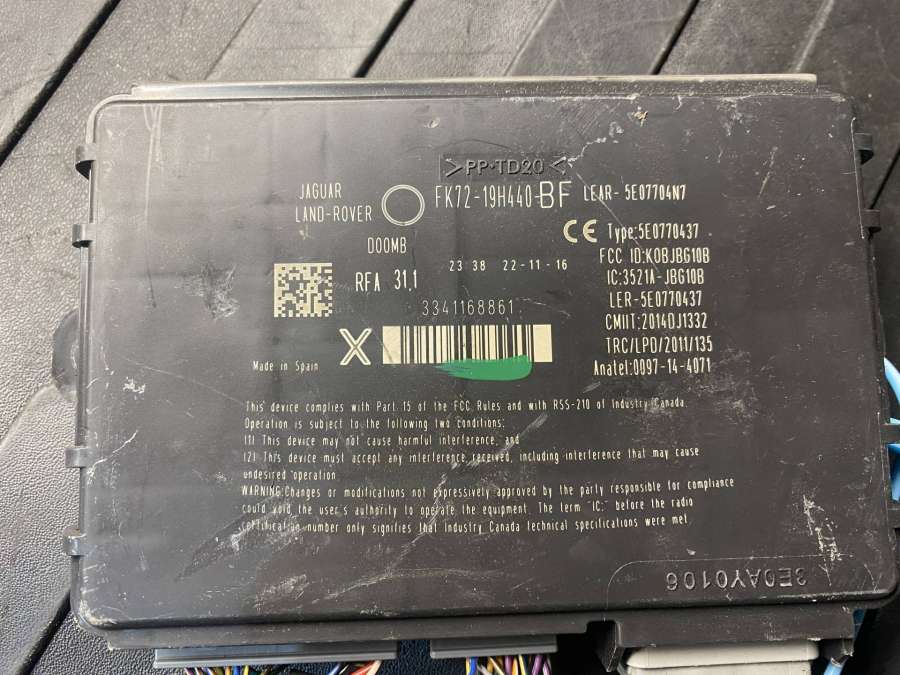 >PP-TD20<
JAGUAR
LAND-ROVER
FK72-19H440-BF
LEAR- 5E07704N7
D00MB
RFA 31.1
23:38 22-11-16
3341168861
X
Made in Spain
CE Type:5E0770437
FCC ID:KOBJBG10B
IC:3521A-JBG10B
LER-5E0770437
CMIIT:2014DJ1332
TRC/LPD/2011/135
Anatel:0097-14-4071
This device complies with Part 15 of the FCC Rules and with RSS-210 of Industry Canada.
Operation is subject to the following two conditions:
(1) This device may not cause harmful interference, and
(2) This device must accept any interference received, including interference that may cause
undesired operation
WARNING:Changes or modifications not expressively approved by the party responsible for compliance
could void the user's authority to operate the equipment. The term "IC:" before the radio
certification number only signifies that Industry Canada technical specifications were met.
3E0AY0106